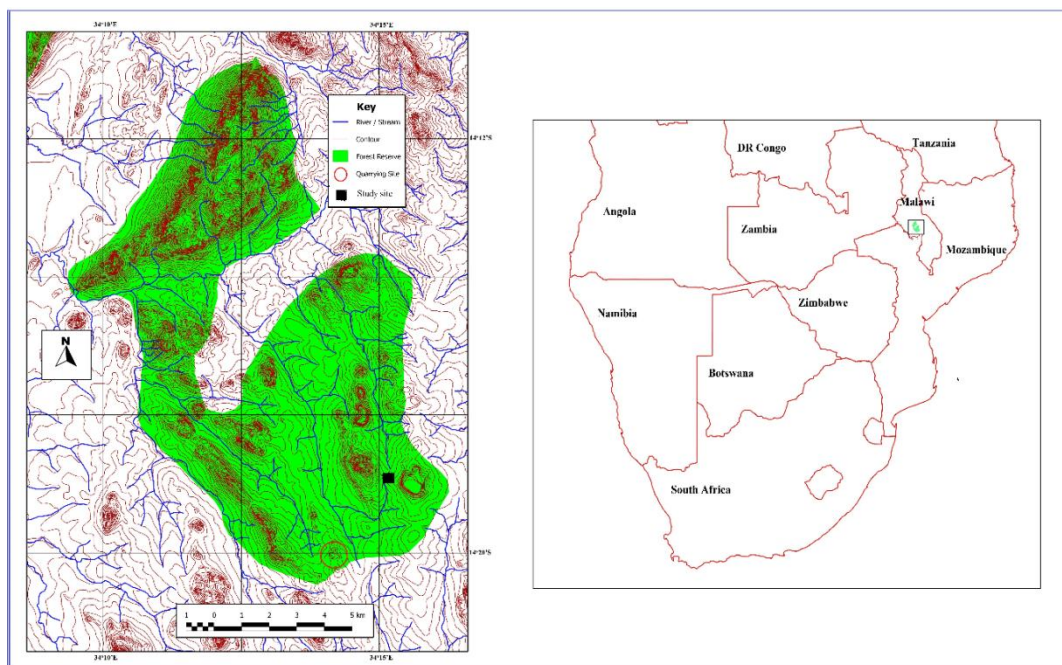 34°10'E
34°15'E
Key
River / Stream
Contour
Forest Reserve
Quarrying Site
Study site
14°12'S
N
14°20'S
1 0 1 2 3 4 5 km
34°10'E
34°15'E
DR Congo
Tanzania
Malawi
Angola
Zambia
Mozambique
Zimbabwe
Namibia
Botswana
South Africa